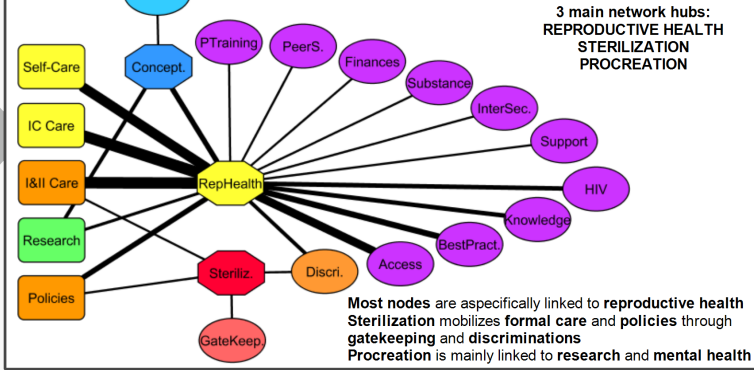 3 main network hubs:
REPRODUCTIVE HEALTH
STERILIZATION
PROCREATION
PTraining
PeerS.
Finances
Self-Care
Concept.
Substance
InterSec.
IC Care
Support
I&II Care
RepHealth
HIV
Knowledge
Research
BestPract.
Access
Steriliz.
Discri.
Policies
GateKeep.
Most nodes are aspecifically linked to reproductive health
Sterilization mobilizes formal care and policies through
gatekeeping and discriminations
Procreation is mainly linked to research and mental health